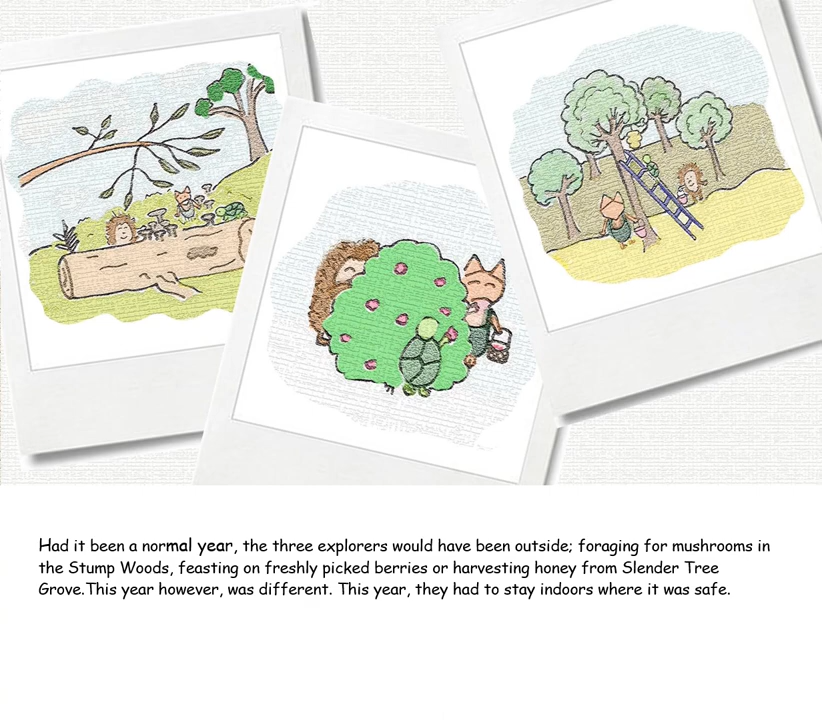 Had it been a normal year, the three explorers would have been outside; foraging for mushrooms in
the Stump Woods, feasting on freshly picked berries or harvesting honey from Slender Tree
Grove.This year however, was different. This year, they had to stay indoors where it was safe.